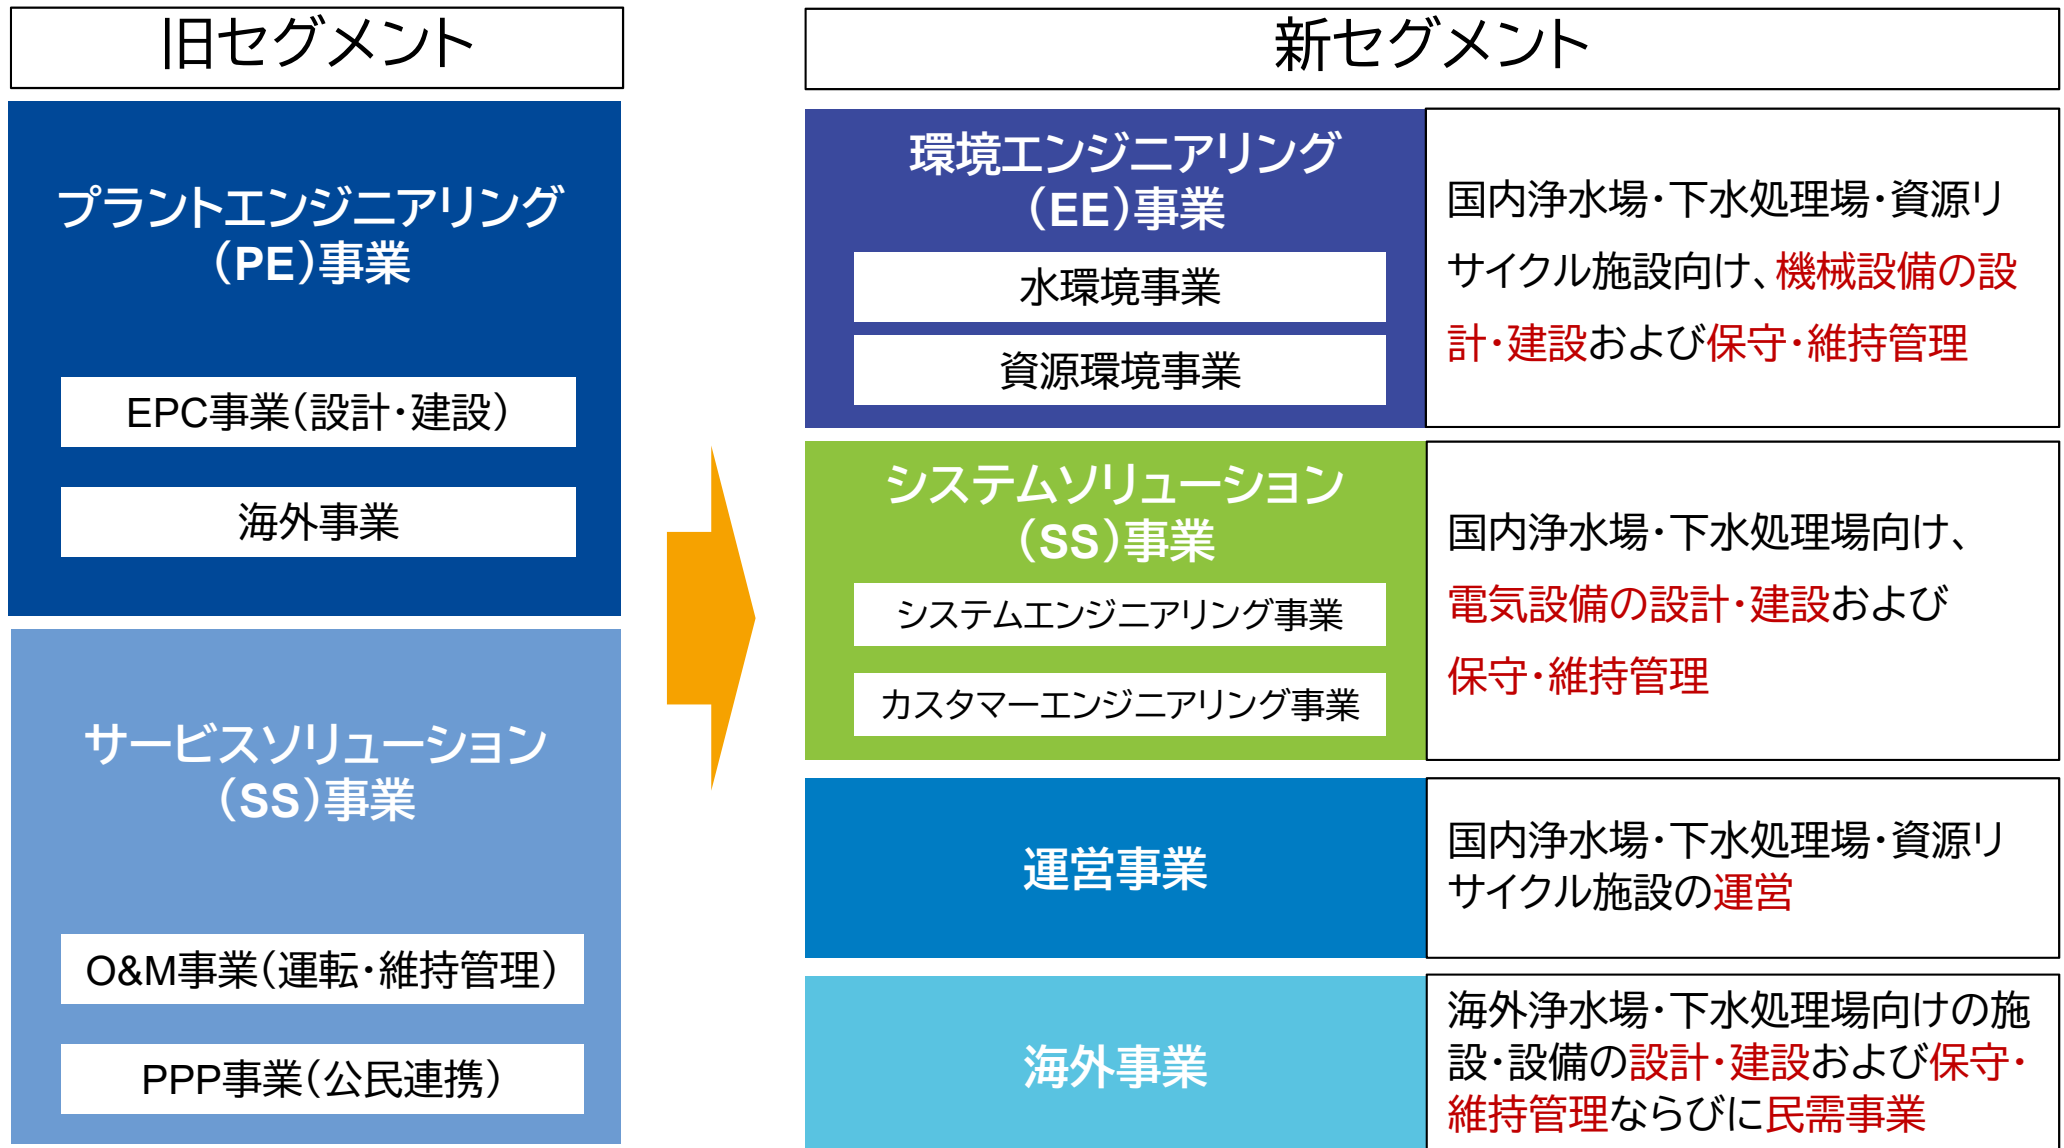 旧セグメント
プラントエンジニアリング
（PE）事業
EPC事業（設計・建設）
海外事業
サービスソリューション
（SS）事業
O&M事業（運転・維持管理）
PPP事業（公民連携）
新セグメント
環境エンジニアリング
（EE）事業
水環境事業
資源環境事業
国内浄水場・下水処理場・資源リ
サイクル施設向け、機械設備の設
計・建設および保守・維持管理
システムソリューション
（SS）事業
システムエンジニアリング事業
カスタマーエンジニアリング事業
国内浄水場・下水処理場向け、
電気設備の設計・建設および
保守・維持管理
運営事業
国内浄水場・下水処理場・資源リ
サイクル施設の運営
海外事業
海外浄水場・下水処理場向けの施
設・設備の設計・建設および保守・
維持管理ならびに民需事業